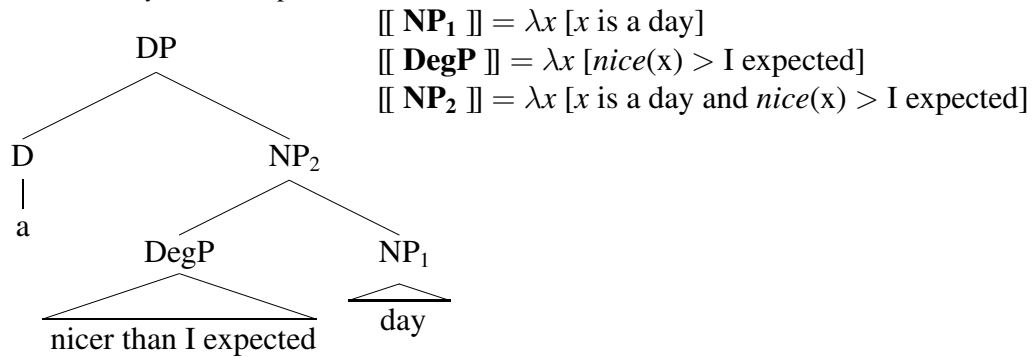 [[ NP₁ ]] = λx [x is a day]
DP
[[ DegP ]] = λx [nice(x) > I expected]
[[ NP₂ ]] = λx [x is a day and nice(x) > I expected]
D NP₂
a
DegP NP₁
day
nicer than I expected